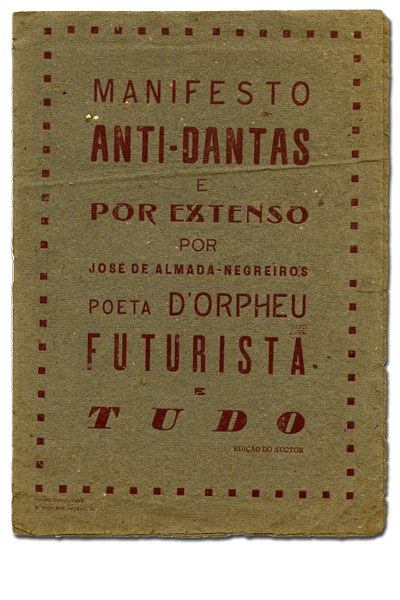 MANIFESTO
ANTI-DANTAS
E
POR EXTENSO
POR
JOSÉ DE ALMADA-NEGREIROS
POETA D'ORPHEU
FUTURISTA
E
TUDO
EDIÇÃO DO AUCTOR